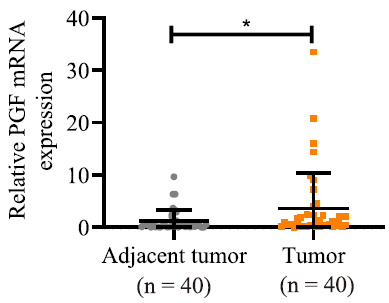 Relative PGF mRNA
expression
40
30
20
10
0
*
Adjacent tumor
(n = 40)
Tumor
(n = 40)